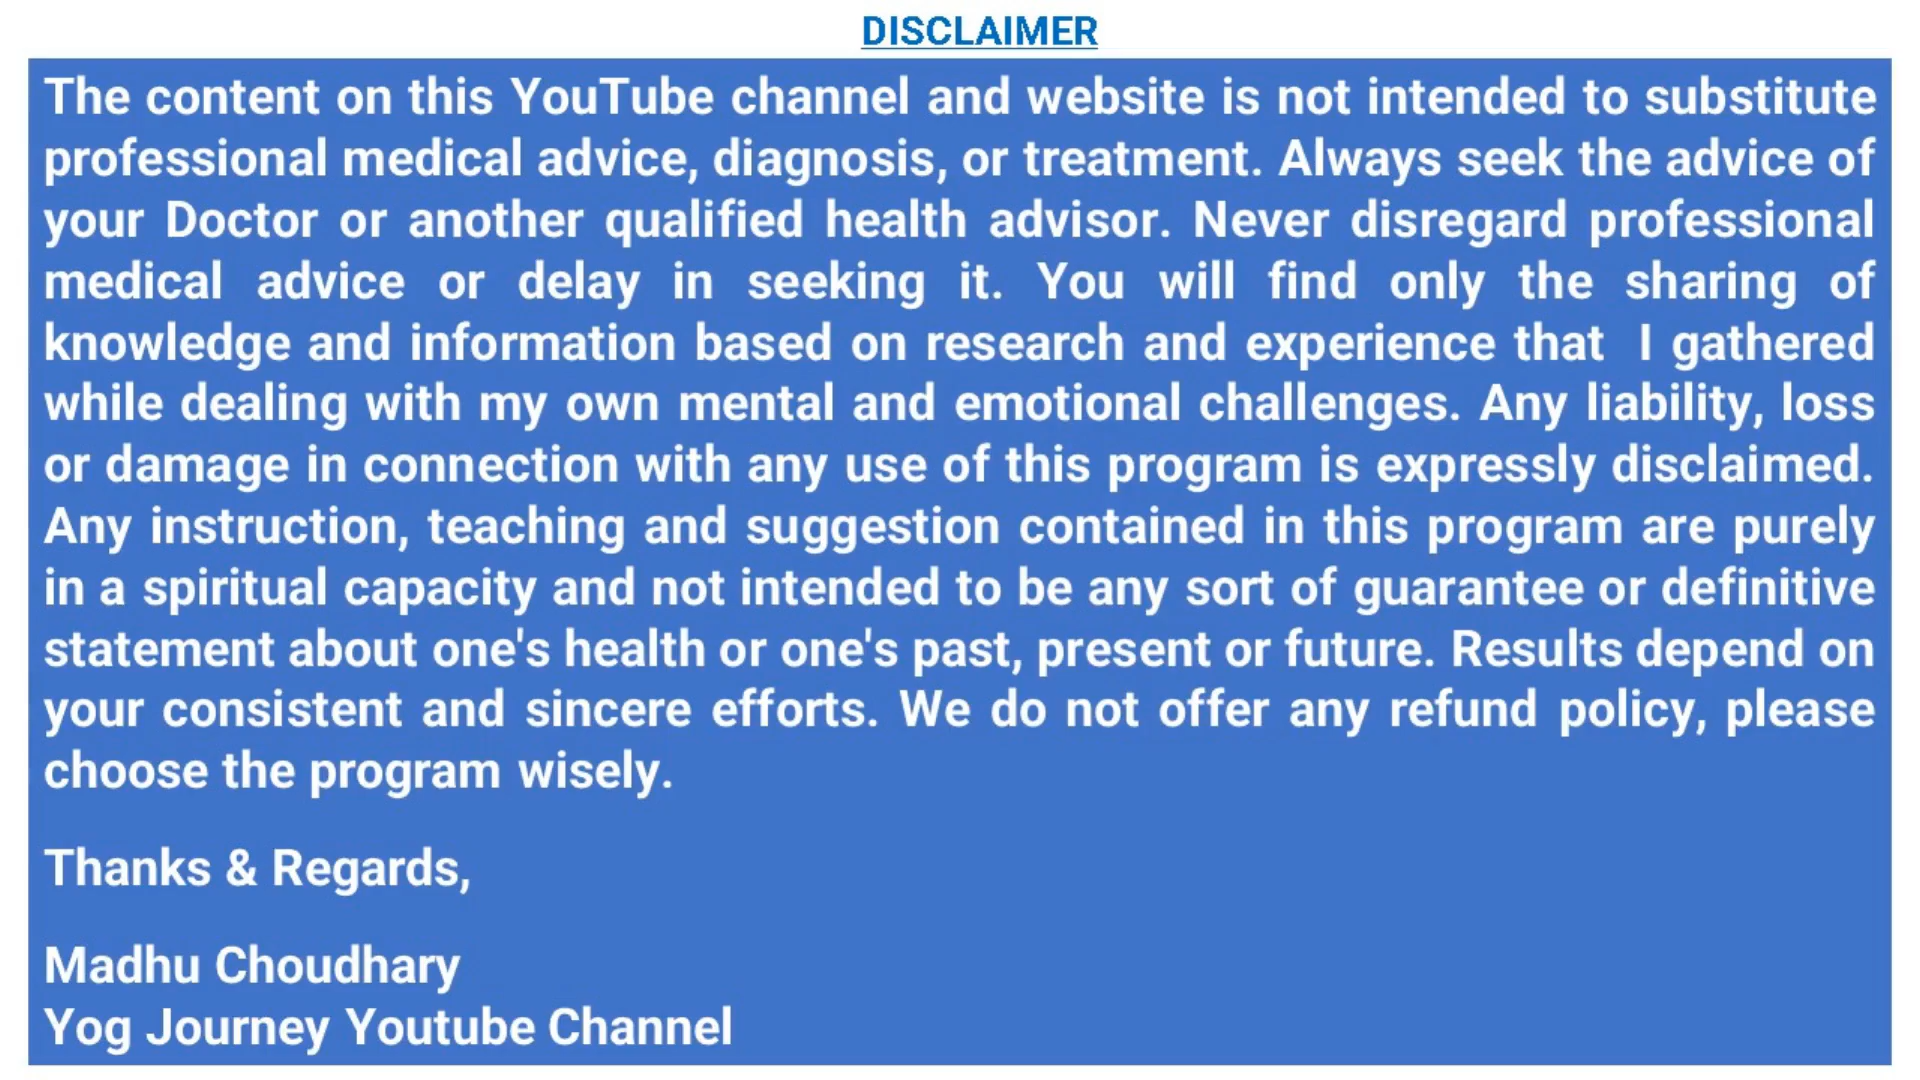 DISCLAIMER
The content on this YouTube channel and website is not intended to substitute
professional medical advice, diagnosis, or treatment. Always seek the advice of
your Doctor or another qualified health advisor. Never disregard professional
medical advice or delay in seeking it. You will find only the sharing of
knowledge and information based on research and experience that I gathered
while dealing with my own mental and emotional challenges. Any liability, loss
or damage in connection with any use of this program is expressly disclaimed.
Any instruction, teaching and suggestion contained in this program are purely
in a spiritual capacity and not intended to be any sort of guarantee or definitive
statement about one's health or one's past, present or future. Results depend on
your consistent and sincere efforts. We do not offer any refund policy, please
choose the program wisely.
Thanks & Regards,
Madhu Choudhary
Yog Journey Youtube Channel